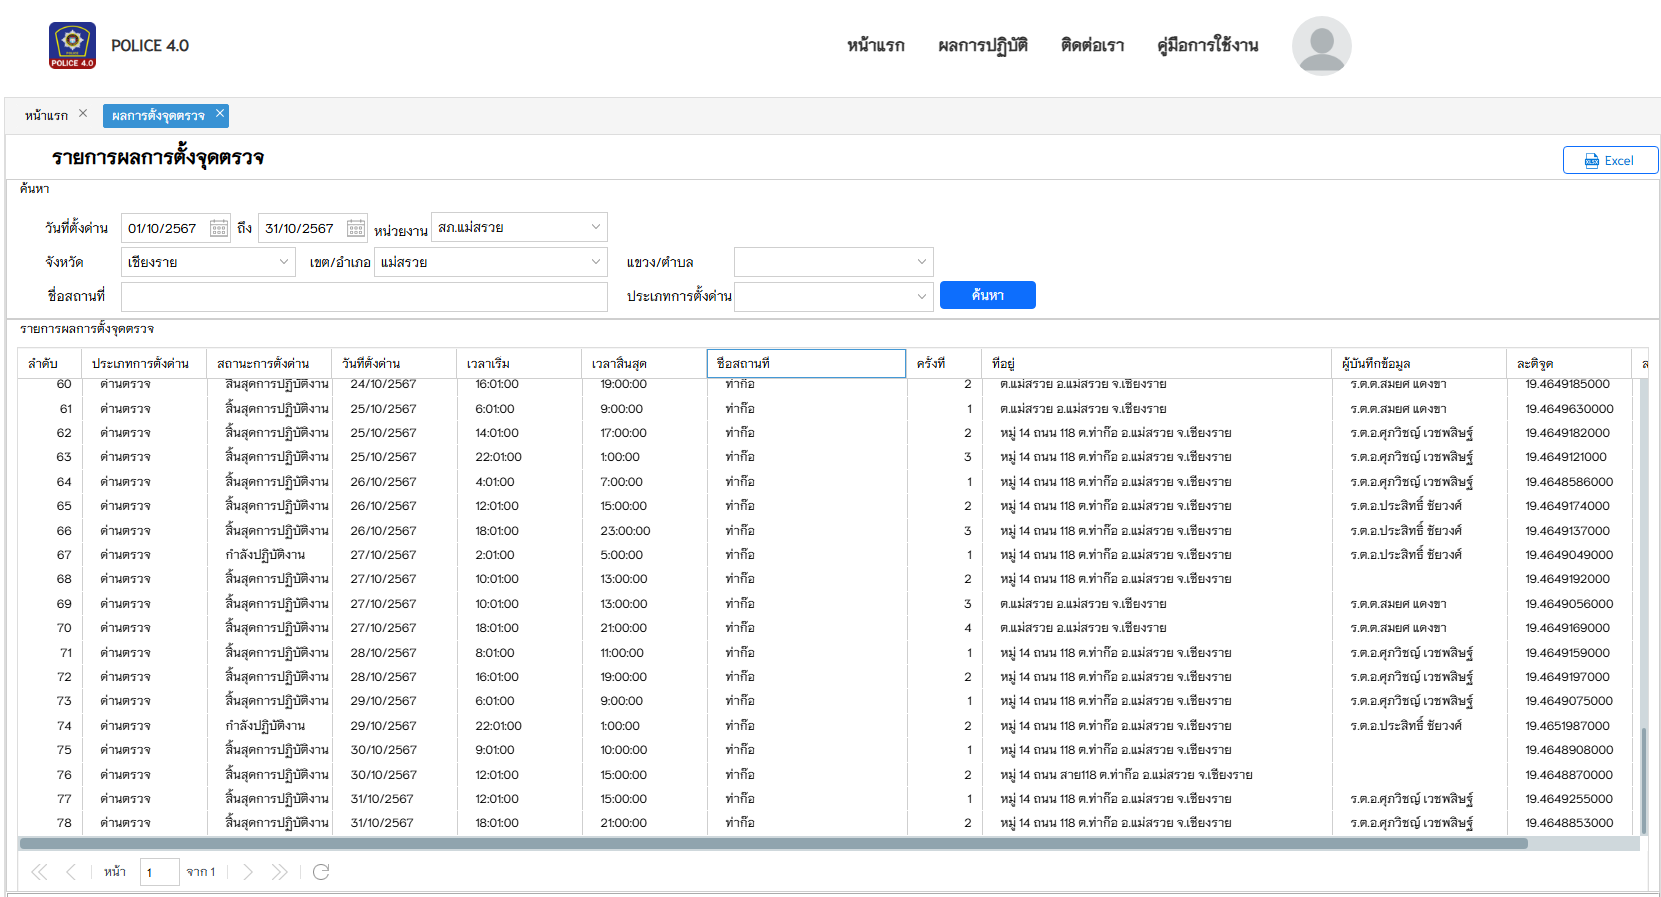 POLICE 4.0
POLICE 4.0 หน้าแรก ผลการปฏิบัติ ติดต่อเรา คู่มือการใช้งาน
หน้าแรก ผลการตั้งจุดตรวจ
รายการผลการตั้งจุดตรวจ Excel
ค้นหา
วันที่ตั้งด่าน 01/10/2567 ถึง 31/10/2567 หน่วยงาน สภ.แม่สรวย
จังหวัด เชียงราย เขต/อำเภอ แม่สรวย แขวง/ตำบล
ชื่อสถานที่ ประเภทการตั้งด่าน ค้นหา
รายการผลการตั้งจุดตรวจ
ลำดับ ประเภทการตั้งด่าน สถานะการตั้งด่าน วันที่ตั้งด่าน เวลาเริ่ม เวลาสิ้นสุด ชื่อสถานที่ ครั้งที่ ที่อยู่ ผู้บันทึกข้อมูล ละติจูด ล
60 ด่านตรวจ สิ้นสุดการปฏิบัติงาน 24/10/2567 16:01:00 19:00:00 ท่าก๊อ 2 ต.แม่สรวย อ.แม่สรวย จ.เชียงราย ร.ต.ต.สมยศ แดงขา 19.4649185000
61 ด่านตรวจ สิ้นสุดการปฏิบัติงาน 25/10/2567 6:01:00 9:00:00 ท่าก๊อ 1 ต.แม่สรวย อ.แม่สรวย จ.เชียงราย ร.ต.ต.สมยศ แดงขา 19.4649630000
62 ด่านตรวจ สิ้นสุดการปฏิบัติงาน 25/10/2567 14:01:00 17:00:00 ท่าก๊อ 2 หมู่ 14 ถนน 118 ต.ท่าก๊อ อ.แม่สรวย จ.เชียงราย ร.ต.อ.ศุภวิชญ์ เวชพสิษฐ์ 19.4649182000
63 ด่านตรวจ สิ้นสุดการปฏิบัติงาน 25/10/2567 22:01:00 1:00:00 ท่าก๊อ 3 หมู่ 14 ถนน 118 ต.ท่าก๊อ อ.แม่สรวย จ.เชียงราย ร.ต.อ.ศุภวิชญ์ เวชพสิษฐ์ 19.4649121000
64 ด่านตรวจ สิ้นสุดการปฏิบัติงาน 26/10/2567 4:01:00 7:00:00 ท่าก๊อ 1 หมู่ 14 ถนน 118 ต.ท่าก๊อ อ.แม่สรวย จ.เชียงราย ร.ต.อ.ศุภวิชญ์ เวชพสิษฐ์ 19.4648586000
65 ด่านตรวจ สิ้นสุดการปฏิบัติงาน 26/10/2567 12:01:00 15:00:00 ท่าก๊อ 2 หมู่ 14 ถนน 118 ต.ท่าก๊อ อ.แม่สรวย จ.เชียงราย ร.ต.อ.ประสิทธิ์ ชัยวงศ์ 19.4649174000
66 ด่านตรวจ สิ้นสุดการปฏิบัติงาน 26/10/2567 18:01:00 23:00:00 ท่าก๊อ 3 หมู่ 14 ถนน 118 ต.ท่าก๊อ อ.แม่สรวย จ.เชียงราย ร.ต.อ.ประสิทธิ์ ชัยวงศ์ 19.4649137000
67 ด่านตรวจ กำลังปฏิบัติงาน 27/10/2567 2:01:00 5:00:00 ท่าก๊อ 1 หมู่ 14 ถนน 118 ต.ท่าก๊อ อ.แม่สรวย จ.เชียงราย ร.ต.อ.ประสิทธิ์ ชัยวงศ์ 19.4649049000
68 ด่านตรวจ สิ้นสุดการปฏิบัติงาน 27/10/2567 10:01:00 13:00:00 ท่าก๊อ 2 หมู่ 14 ถนน 118 ต.ท่าก๊อ อ.แม่สรวย จ.เชียงราย 19.4649192000
69 ด่านตรวจ สิ้นสุดการปฏิบัติงาน 27/10/2567 10:01:00 13:00:00 ท่าก๊อ 3 ต.แม่สรวย อ.แม่สรวย จ.เชียงราย ร.ต.ต.สมยศ แดงขา 19.4649056000
70 ด่านตรวจ สิ้นสุดการปฏิบัติงาน 27/10/2567 18:01:00 21:00:00 ท่าก๊อ 4 ต.แม่สรวย อ.แม่สรวย จ.เชียงราย ร.ต.ต.สมยศ แดงขา 19.4649169000
71 ด่านตรวจ สิ้นสุดการปฏิบัติงาน 28/10/2567 8:01:00 11:00:00 ท่าก๊อ 1 หมู่ 14 ถนน 118 ต.ท่าก๊อ อ.แม่สรวย จ.เชียงราย ร.ต.อ.ศุภวิชญ์ เวชพสิษฐ์ 19.4649159000
72 ด่านตรวจ สิ้นสุดการปฏิบัติงาน 28/10/2567 16:01:00 19:00:00 ท่าก๊อ 2 หมู่ 14 ถนน 118 ต.ท่าก๊อ อ.แม่สรวย จ.เชียงราย ร.ต.อ.ศุภวิชญ์ เวชพสิษฐ์ 19.4649197000
73 ด่านตรวจ สิ้นสุดการปฏิบัติงาน 29/10/2567 6:01:00 9:00:00 ท่าก๊อ 1 หมู่ 14 ถนน 118 ต.ท่าก๊อ อ.แม่สรวย จ.เชียงราย ร.ต.อ.ศุภวิชญ์ เวชพสิษฐ์ 19.4649075000
74 ด่านตรวจ กำลังปฏิบัติงาน 29/10/2567 22:01:00 1:00:00 ท่าก๊อ 2 หมู่ 14 ถนน 118 ต.ท่าก๊อ อ.แม่สรวย จ.เชียงราย ร.ต.อ.ประสิทธิ์ ชัยวงศ์ 19.4651987000
75 ด่านตรวจ สิ้นสุดการปฏิบัติงาน 30/10/2567 9:01:00 10:00:00 ท่าก๊อ 1 หมู่ 14 ถนน 118 ต.ท่าก๊อ อ.แม่สรวย จ.เชียงราย 19.4648908000
76 ด่านตรวจ สิ้นสุดการปฏิบัติงาน 30/10/2567 12:01:00 15:00:00 ท่าก๊อ 2 หมู่ 14 ถนน สาย118 ต.ท่าก๊อ อ.แม่สรวย จ.เชียงราย 19.4648870000
77 ด่านตรวจ สิ้นสุดการปฏิบัติงาน 31/10/2567 12:01:00 15:00:00 ท่าก๊อ 1 หมู่ 14 ถนน 118 ต.ท่าก๊อ อ.แม่สรวย จ.เชียงราย ร.ต.อ.ศุภวิชญ์ เวชพสิษฐ์ 19.4649255000
78 ด่านตรวจ สิ้นสุดการปฏิบัติงาน 31/10/2567 18:01:00 21:00:00 ท่าก๊อ 2 หมู่ 14 ถนน 118 ต.ท่าก๊อ อ.แม่สรวย จ.เชียงราย ร.ต.อ.ศุภวิชญ์ เวชพสิษฐ์ 19.4648853000
หน้า 1 จาก 1